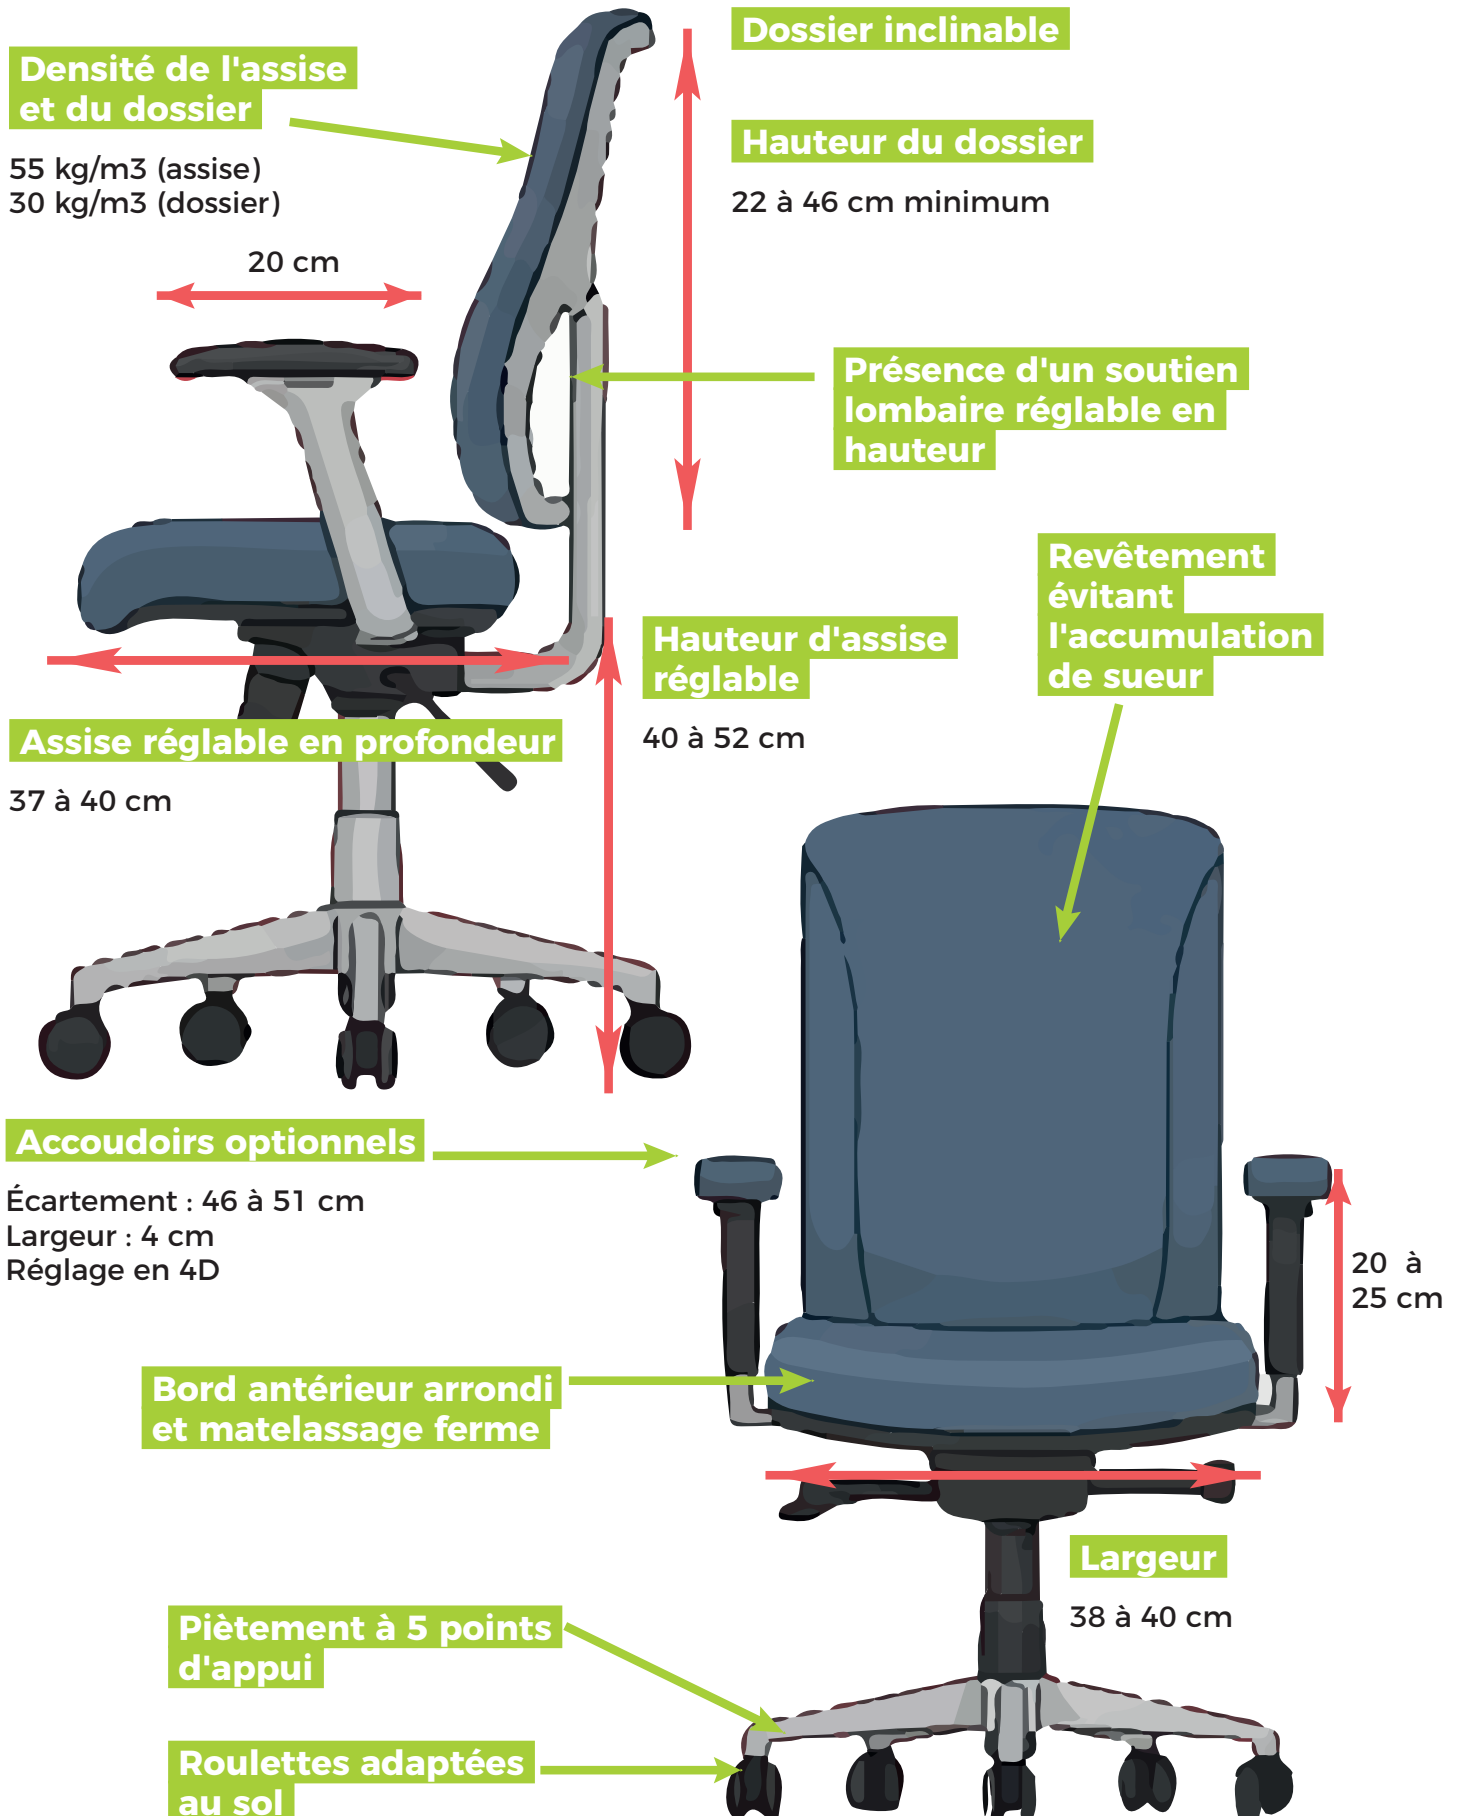 Dossier inclinable
Densité de l'assise
et du dossier
55 kg/m3 (assise)
30 kg/m3 (dossier)
Hauteur du dossier
22 à 46 cm minimum
20 cm
Présence d'un soutien
lombaire réglable en
hauteur
Revêtement
évitant
l'accumulation
de sueur
Hauteur d'assise
réglable
40 à 52 cm
Assise réglable en profondeur
37 à 40 cm
Accoudoirs optionnels
Écartement : 46 à 51 cm
Largeur : 4 cm
Réglage en 4D
20 à
25 cm
Bord antérieur arrondi
et matelassage ferme
Largeur
38 à 40 cm
Piètement à 5 points
d'appui
Roulettes adaptées
au sol